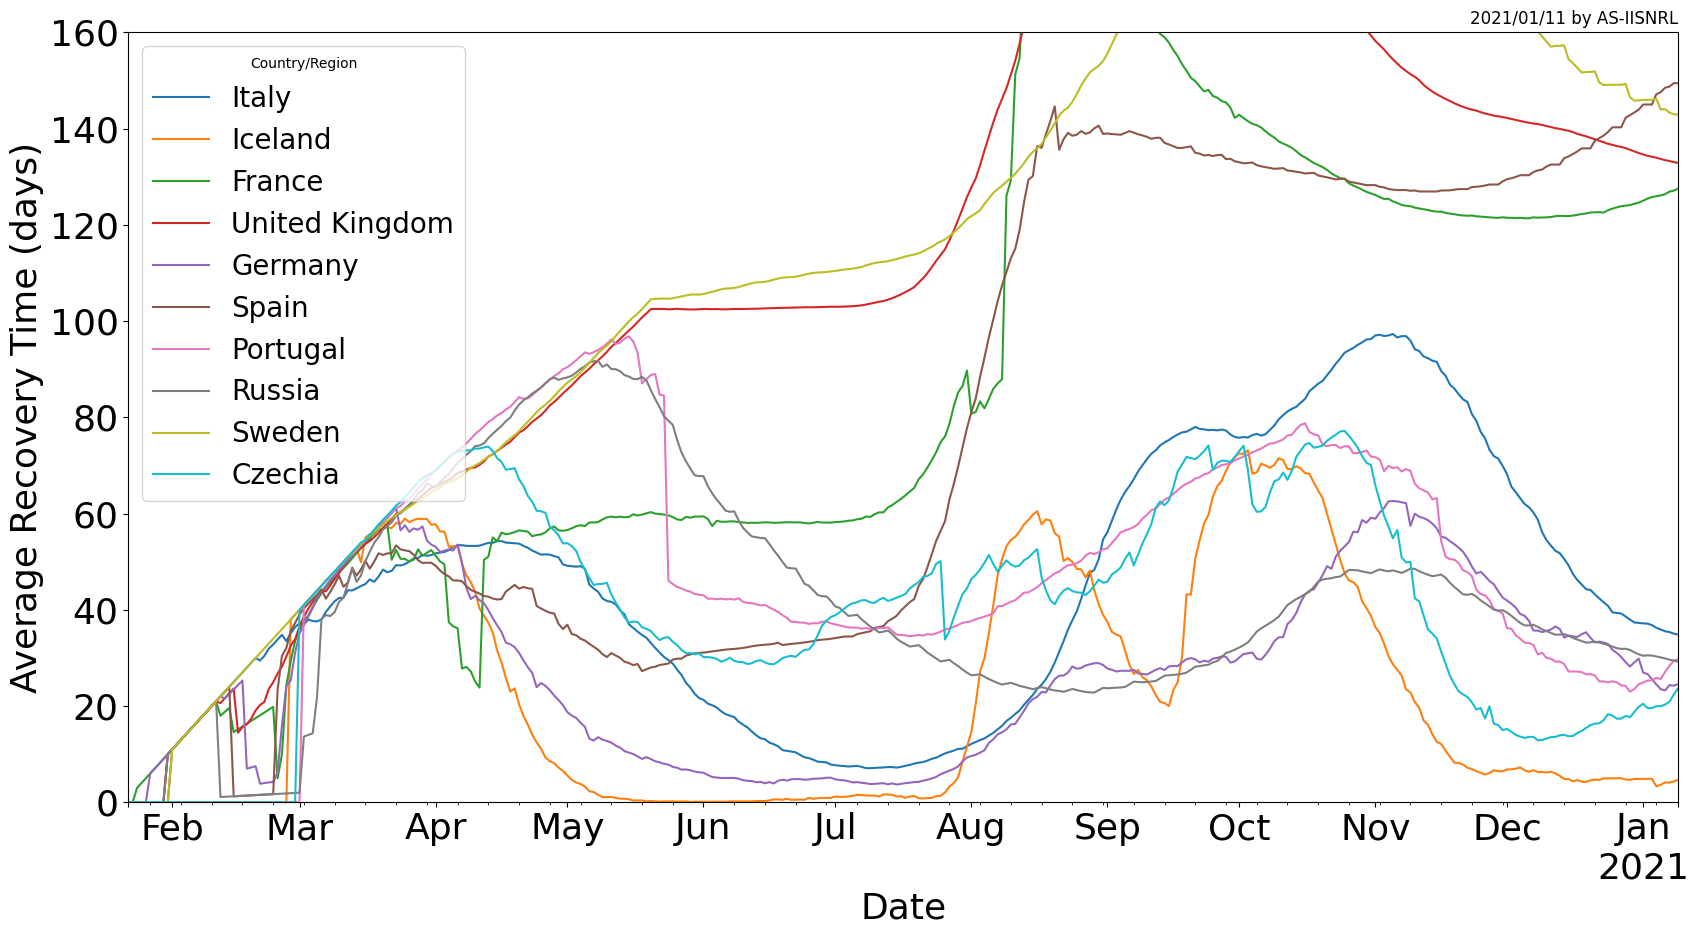 2021/01/11 by AS-IISNRL
160
140
120
100
80
60
40
20
0
Average Recovery Time (days)
Country/Region
Italy
Iceland
France
United Kingdom
Germany
Spain
Portugal
Russia
Sweden
Czechia
Feb Mar Apr May Jun Jul Aug Sep Oct Nov Dec Jan
2021
Date